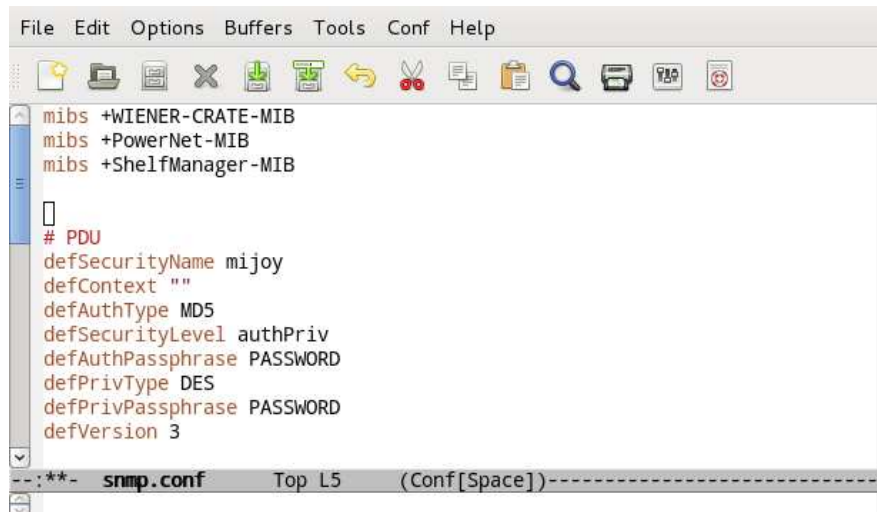 File Edit Options Buffers Tools Conf Help
mibs +WIENER-CRATE-MIB
mibs +PowerNet-MIB
mibs +ShelfManager-MIB
# PDU
defSecurityName mijoy
defContext ""
defAuthType MD5
defSecurityLevel authPriv
defAuthPassphrase PASSWORD
defPrivType DES
defPrivPassphrase PASSWORD
defVersion 3
--:**- snmp.conf Top L5 (Conf[Space])----------------------------